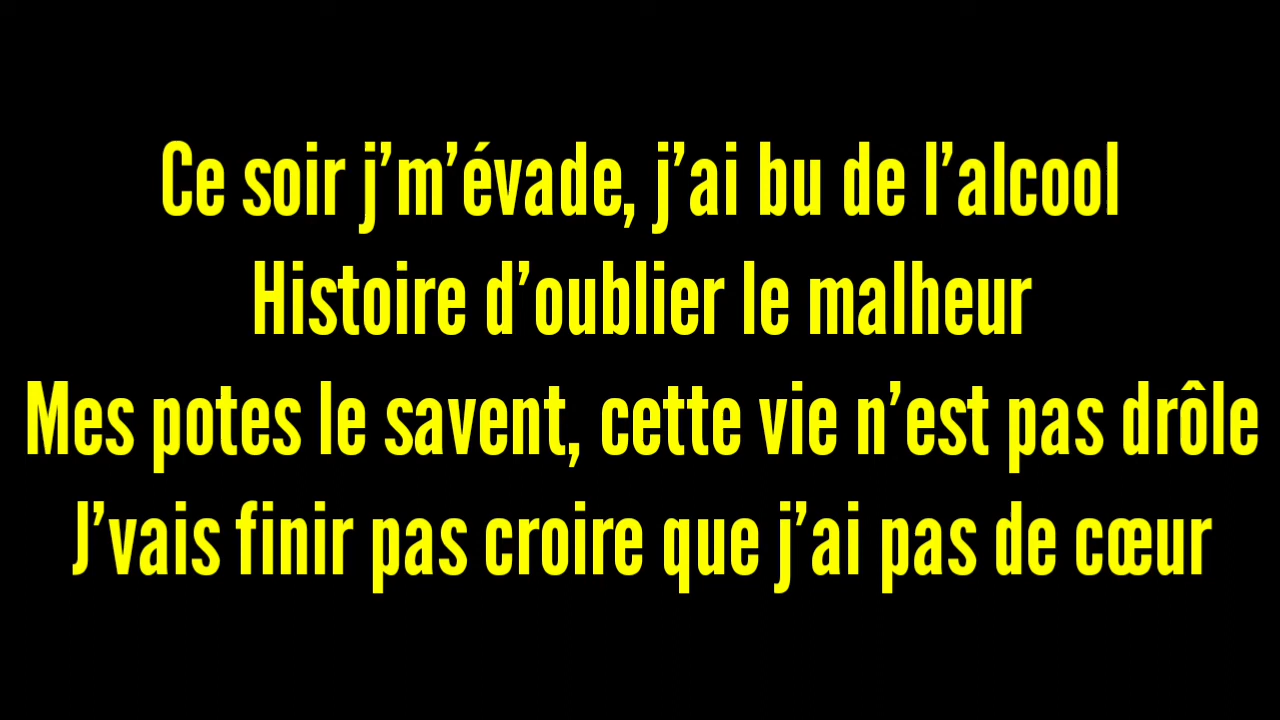 Ce soir j’m’évade, j’ai bu de l’alcool
Histoire d’oublier le malheur
Mes potes le savent, cette vie n’est pas drôle
J’vais finir pas croire que j’ai pas de cœur